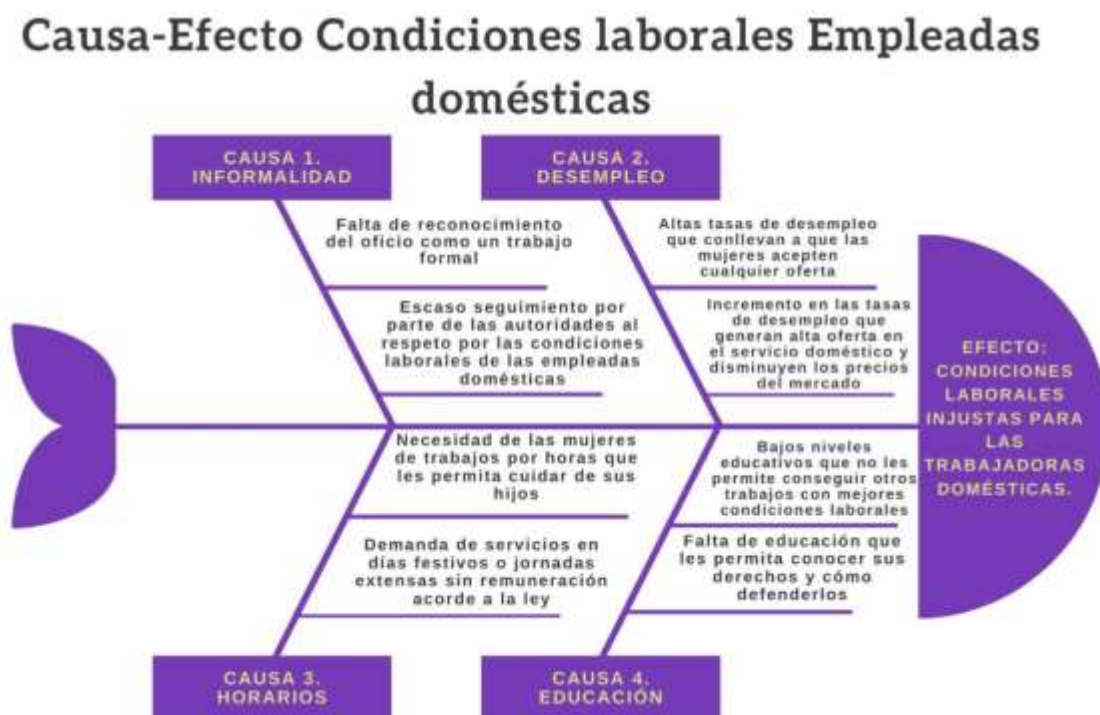 Causa-Efecto Condiciones laborales Empleadas
domésticas
CAUSA 1.
INFORMALIDAD
CAUSA 2.
DESEMPLEO
Falta de reconocimiento
del oficio como un trabajo
formal
Altas tasas de desempleo
que conllevan a que las
mujeres acepten
cualquier oferta
Escaso seguimiento por
parte de las autoridades al
respeto por las condiciones
laborales de las empleadas
domésticas
Incremento en las tasas
de desempleo que
generan alta oferta en
el servicio doméstico y
disminuyen los precios
del mercado
EFECTO:
CONDICIONES
LABORALES
INJUSTAS PARA
LAS
TRABAJADORAS
DOMÉSTICAS.
Necesidad de las mujeres
de trabajos por horas que
les permita cuidar de sus
hijos
Bajos niveles
educativos que no les
permite conseguir otros
trabajos con mejores
condiciones laborales
Demanda de servicios en
días festivos o jornadas
extensas sin remuneración
acorde a la ley
Falta de educación que
les permita conocer sus
derechos y cómo
defenderlos
CAUSA 3.
HORARIOS
CAUSA 4.
EDUCACIÓN